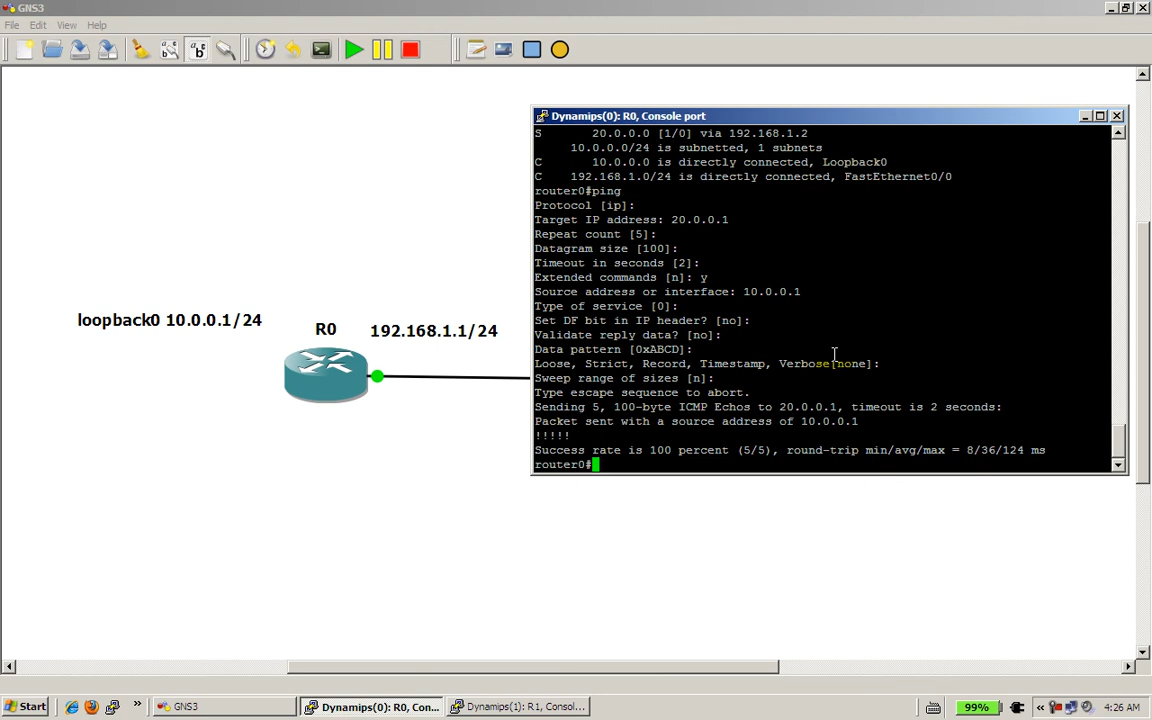 GNS3
File Edit View Help
Dynamips(0): R0, Console port
S 20.0.0.0 [1/0] via 192.168.1.2
10.0.0.0/24 is subnetted, 1 subnets
C 10.0.0.0 is directly connected, Loopback0
C 192.168.1.0/24 is directly connected, FastEthernet0/0
router0#ping
Protocol [ip]:
Target IP address: 20.0.0.1
Repeat count [5]:
Datagram size [100]:
Timeout in seconds [2]:
Extended commands [n]: y
Source address or interface: 10.0.0.1
Type of service [0]:
Set DF bit in IP header? [no]:
Validate reply data? [no]:
Data pattern [0xABCD]:
Loose, Strict, Record, Timestamp, Verbose[none]:
Sweep range of sizes [n]:
Type escape sequence to abort.
Sending 5, 100-byte ICMP Echos to 20.0.0.1, timeout is 2 seconds:
Packet sent with a source address of 10.0.0.1
!!!!!
Success rate is 100 percent (5/5), round-trip min/avg/max = 8/36/124 ms
router0#
loopback0 10.0.0.1/24
R0
192.168.1.1/24
Start
GNS3
Dynamips(0): R0, Con...
Dynamips(1): R1, Consol...
99%
4:26 AM